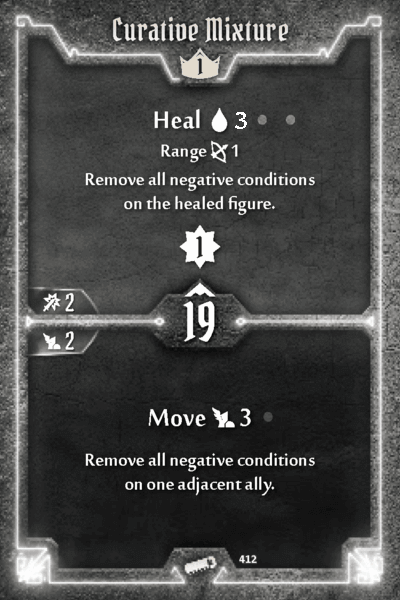 Curative Mixture
1
Heal 3
Range 1
Remove all negative conditions
on the healed figure.
1
2
19
2
Move 3
Remove all negative conditions
on one adjacent ally.
412